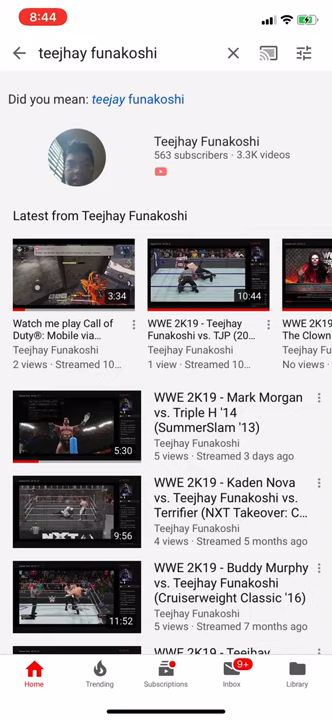 8:44
teejhay funakoshi
Did you mean: teejay funakoshi
Teejhay Funakoshi
563 subscribers · 3.3K videos
Latest from Teejhay Funakoshi
3:34
10:44
Watch me play Call of
Duty®: Mobile via...
Teejhay Funakoshi
2 views · Streamed 10...
WWE 2K19 - Teejhay
Funakoshi vs. TJP (20...
Teejhay Funakoshi
1 view · Streamed 10...
WWE 2K19
The Clown
Teejhay Fun
No views ·
5:30
WWE 2K19 - Mark Morgan
vs. Triple H '14
(SummerSlam '13)
Teejhay Funakoshi
5 views · Streamed 3 days ago
9:56
WWE 2K19 - Kaden Nova
vs. Teejhay Funakoshi vs.
Terrifier (NXT Takeover: C...
Teejhay Funakoshi
4 views · Streamed 5 months ago
11:52
WWE 2K19 - Buddy Murphy
vs. Teejhay Funakoshi
(Cruiserweight Classic '16)
Teejhay Funakoshi
5 views · Streamed 7 months ago
WWE 2K19 - Teejhay
9+
Home
Trending
Subscriptions
Inbox
Library